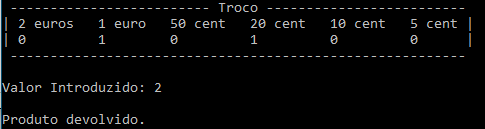 -------------------------- Troco --------------------------
| 2 euros   1 euro   50 cent   20 cent   10 cent   5 cent |
| 0         1        0         1         0         0      |
-----------------------------------------------------------
Valor Introduzido: 2
Produto devolvido.